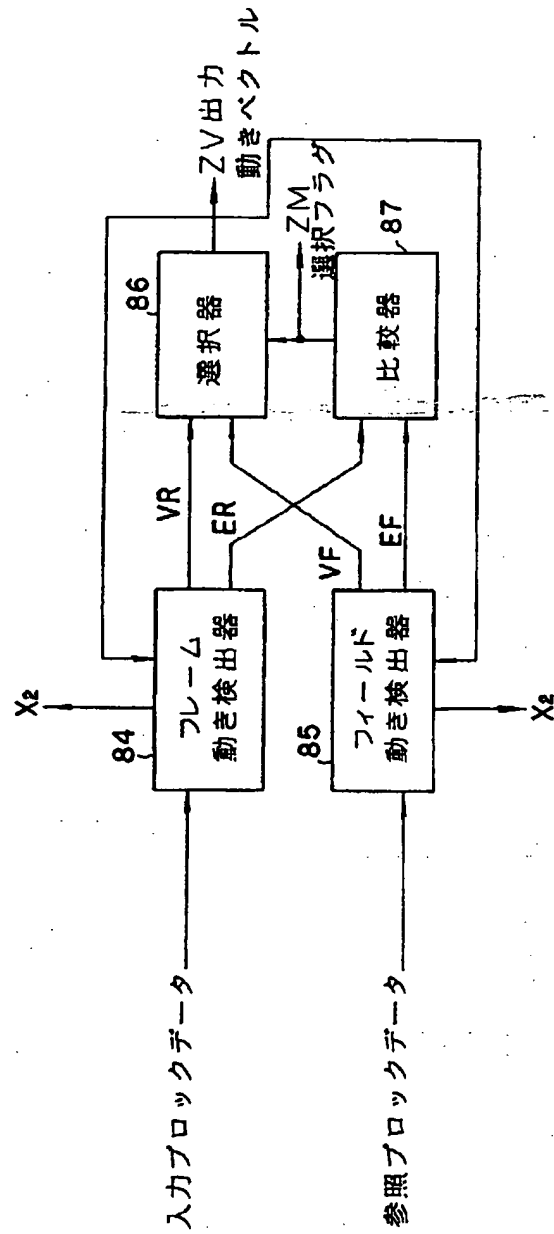 X2
84
フレーム
動き検出器
入力ブロックデータ
VR
ER
86
選択器
ZV出力
動きベクトル
ZM
選択フラグ
85
フィールド
動き検出器
参照ブロックデータ
VF
EF
比較器
87
X2